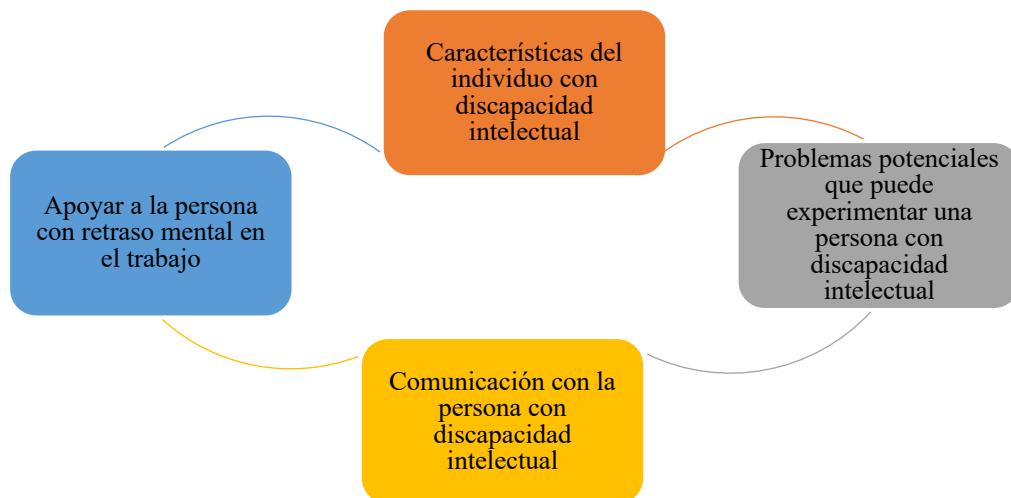 Características del
individuo con
discapacidad
intelectual
Problemas potenciales
que puede
experimentar una
persona con
discapacidad
intelectual
Comunicación con la
persona con
discapacidad
intelectual
Apoyar a la persona
con retraso mental en
el trabajo